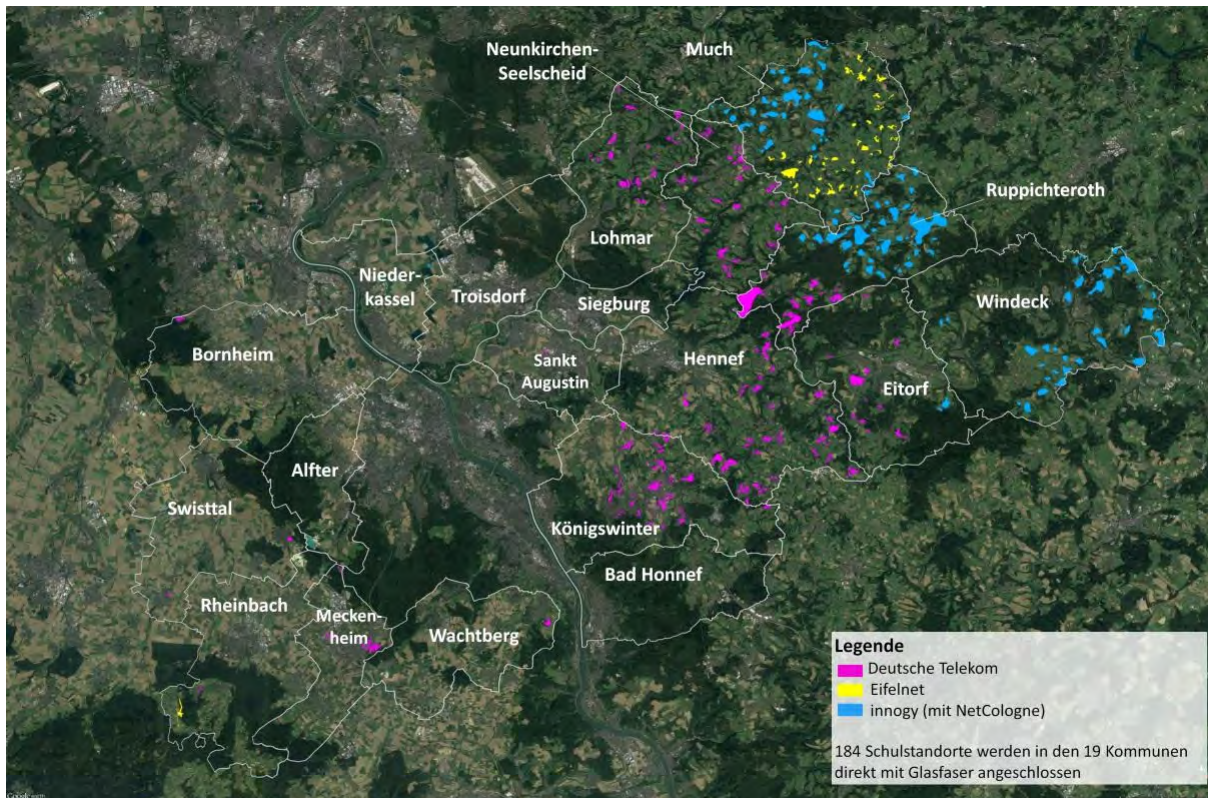 Neunkirchen-
Seelscheid
Much
Ruppichteroth
Lohmar
Nieder-
kassel
Troisdorf
Siegburg
Windeck
Bornheim
Sankt
Augustin
Hennef
Eitorf
Alfter
Swisttal
Königswinter
Bad Honnef
Rheinbach
Mecken-
heim
Wachtberg
Legende
Deutsche Telekom
Eifelnet
innogy (mit NetCologne)
184 Schulstandorte werden in den 19 Kommunen
direkt mit Glasfaser angeschlossen